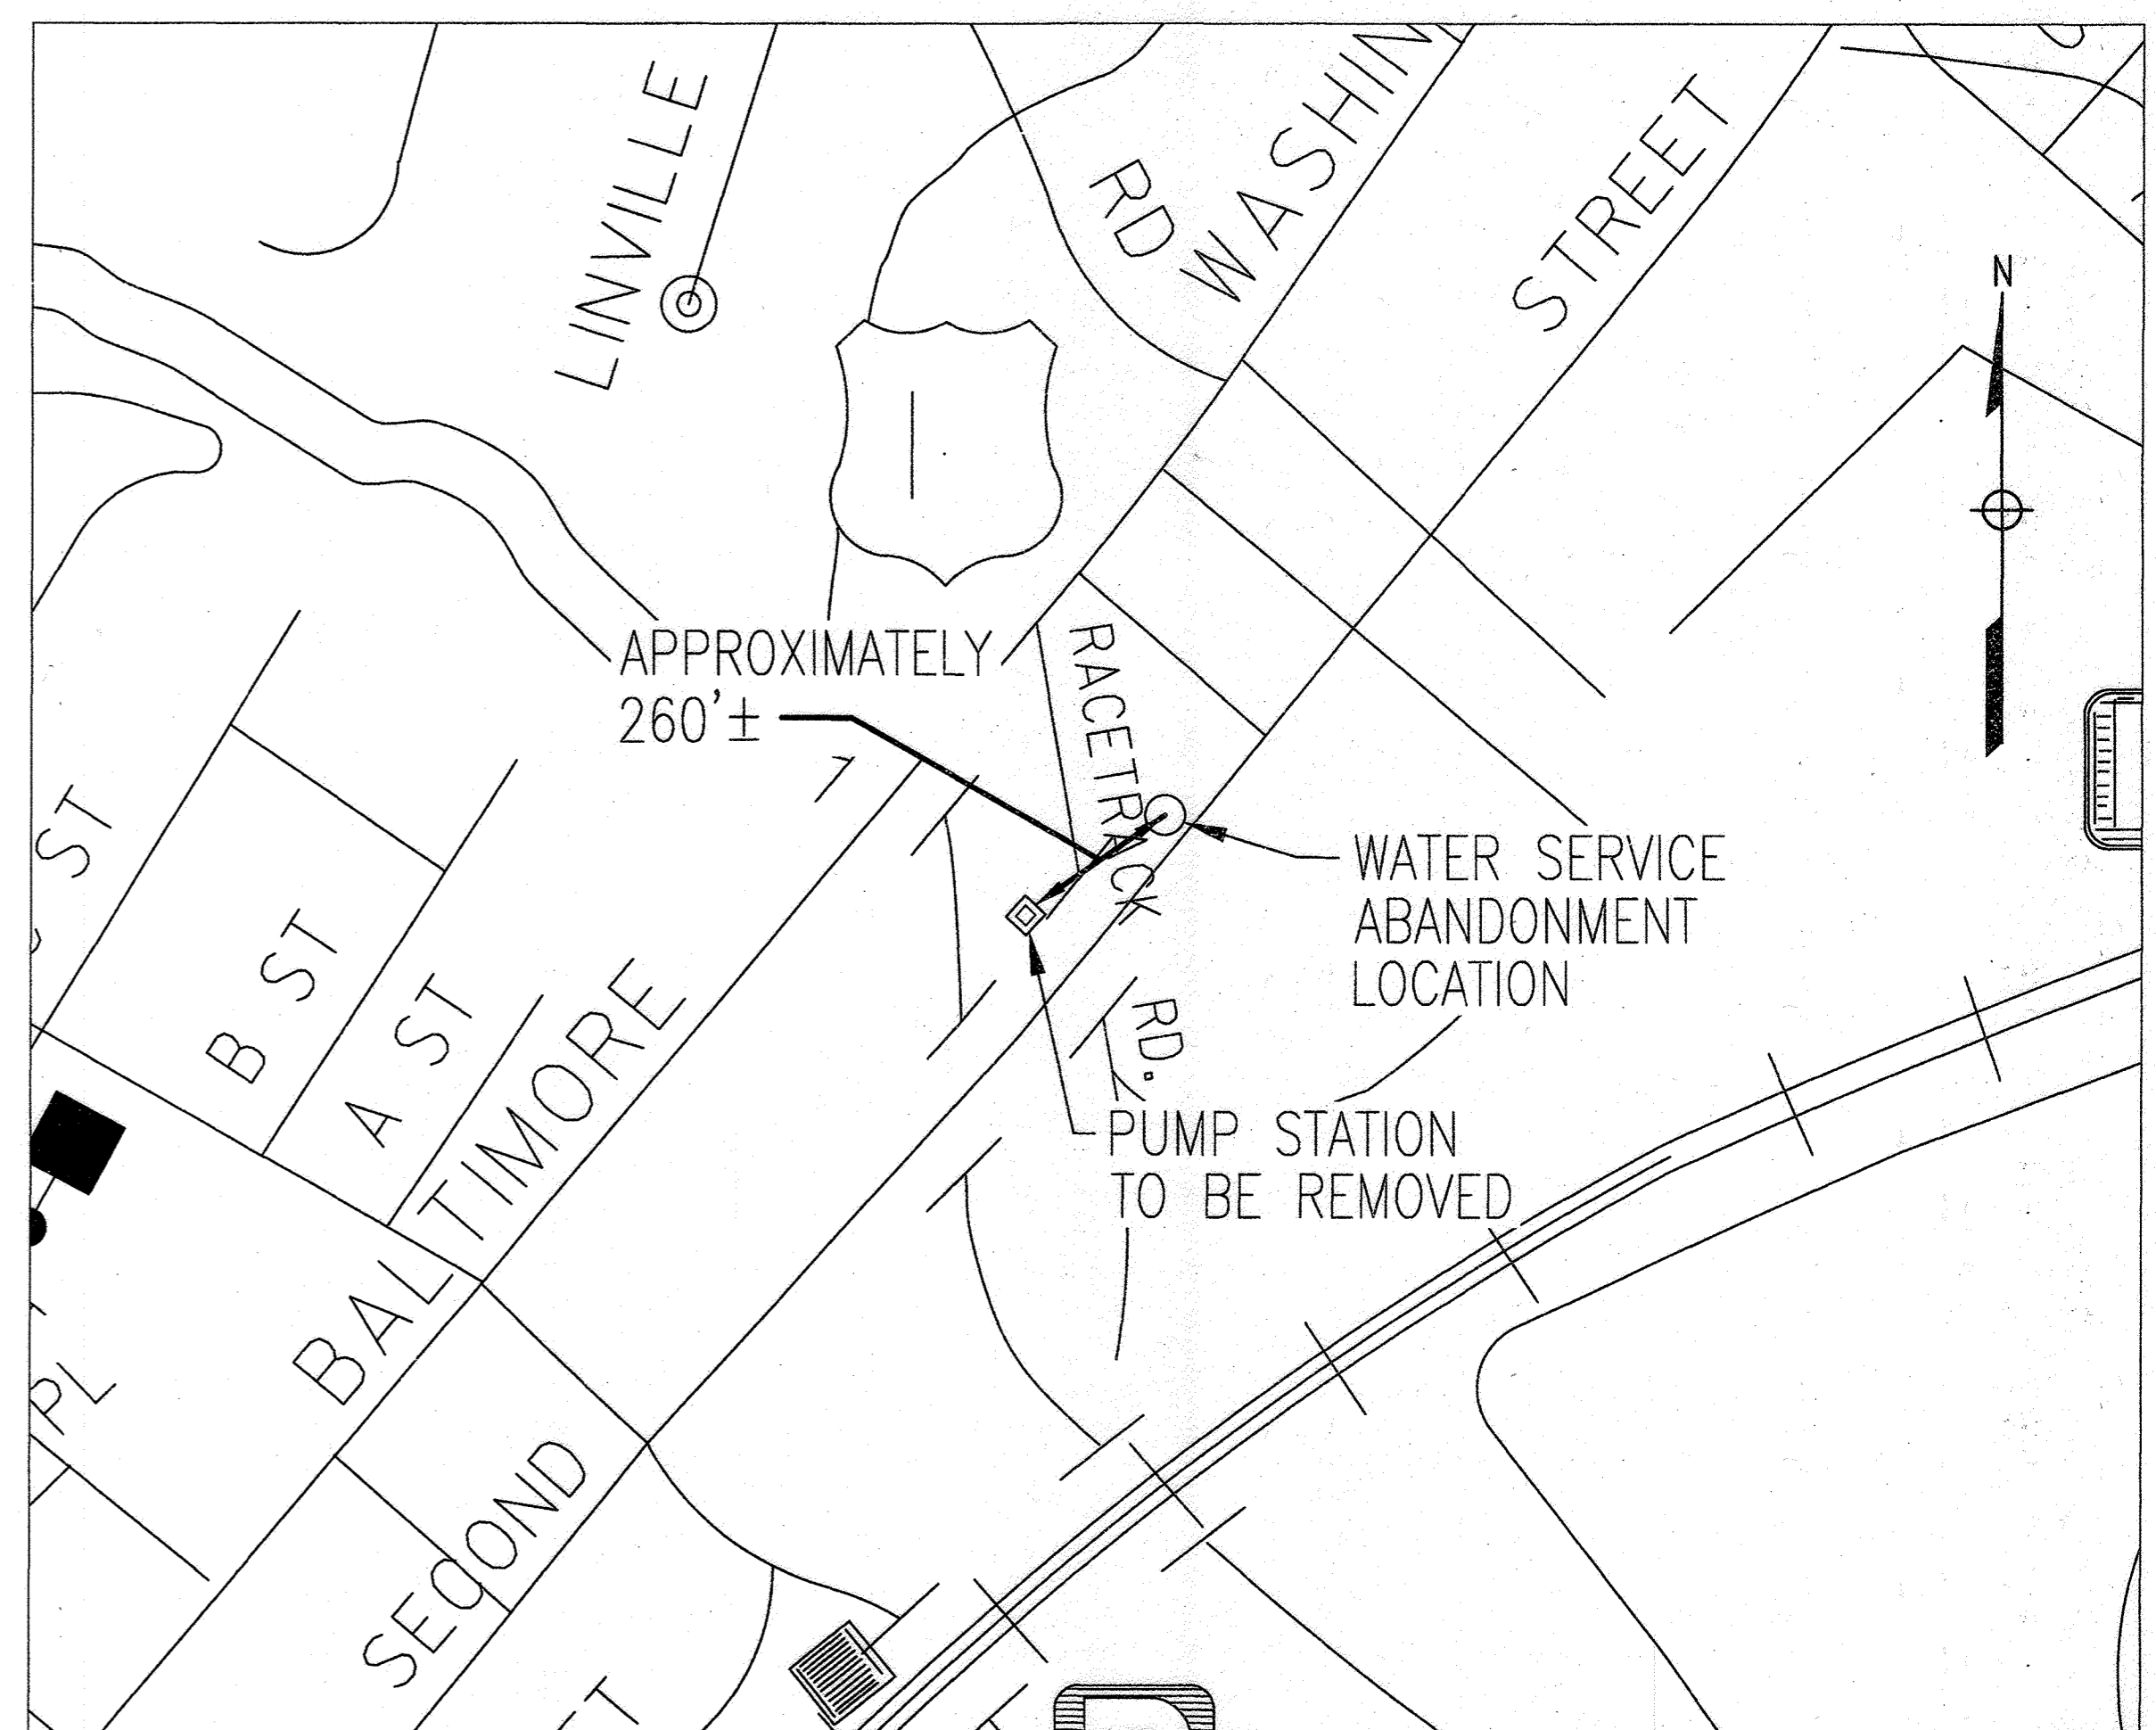 LINVILLE
RD
WASHIN
STREET
N
1
APPROXIMATELY
260'±
RACETRACK
RD.
WATER SERVICE
ABANDONMENT
LOCATION
PUMP STATION
TO BE REMOVED
ST
B ST
A ST
BALTIMORE
PL
SECOND